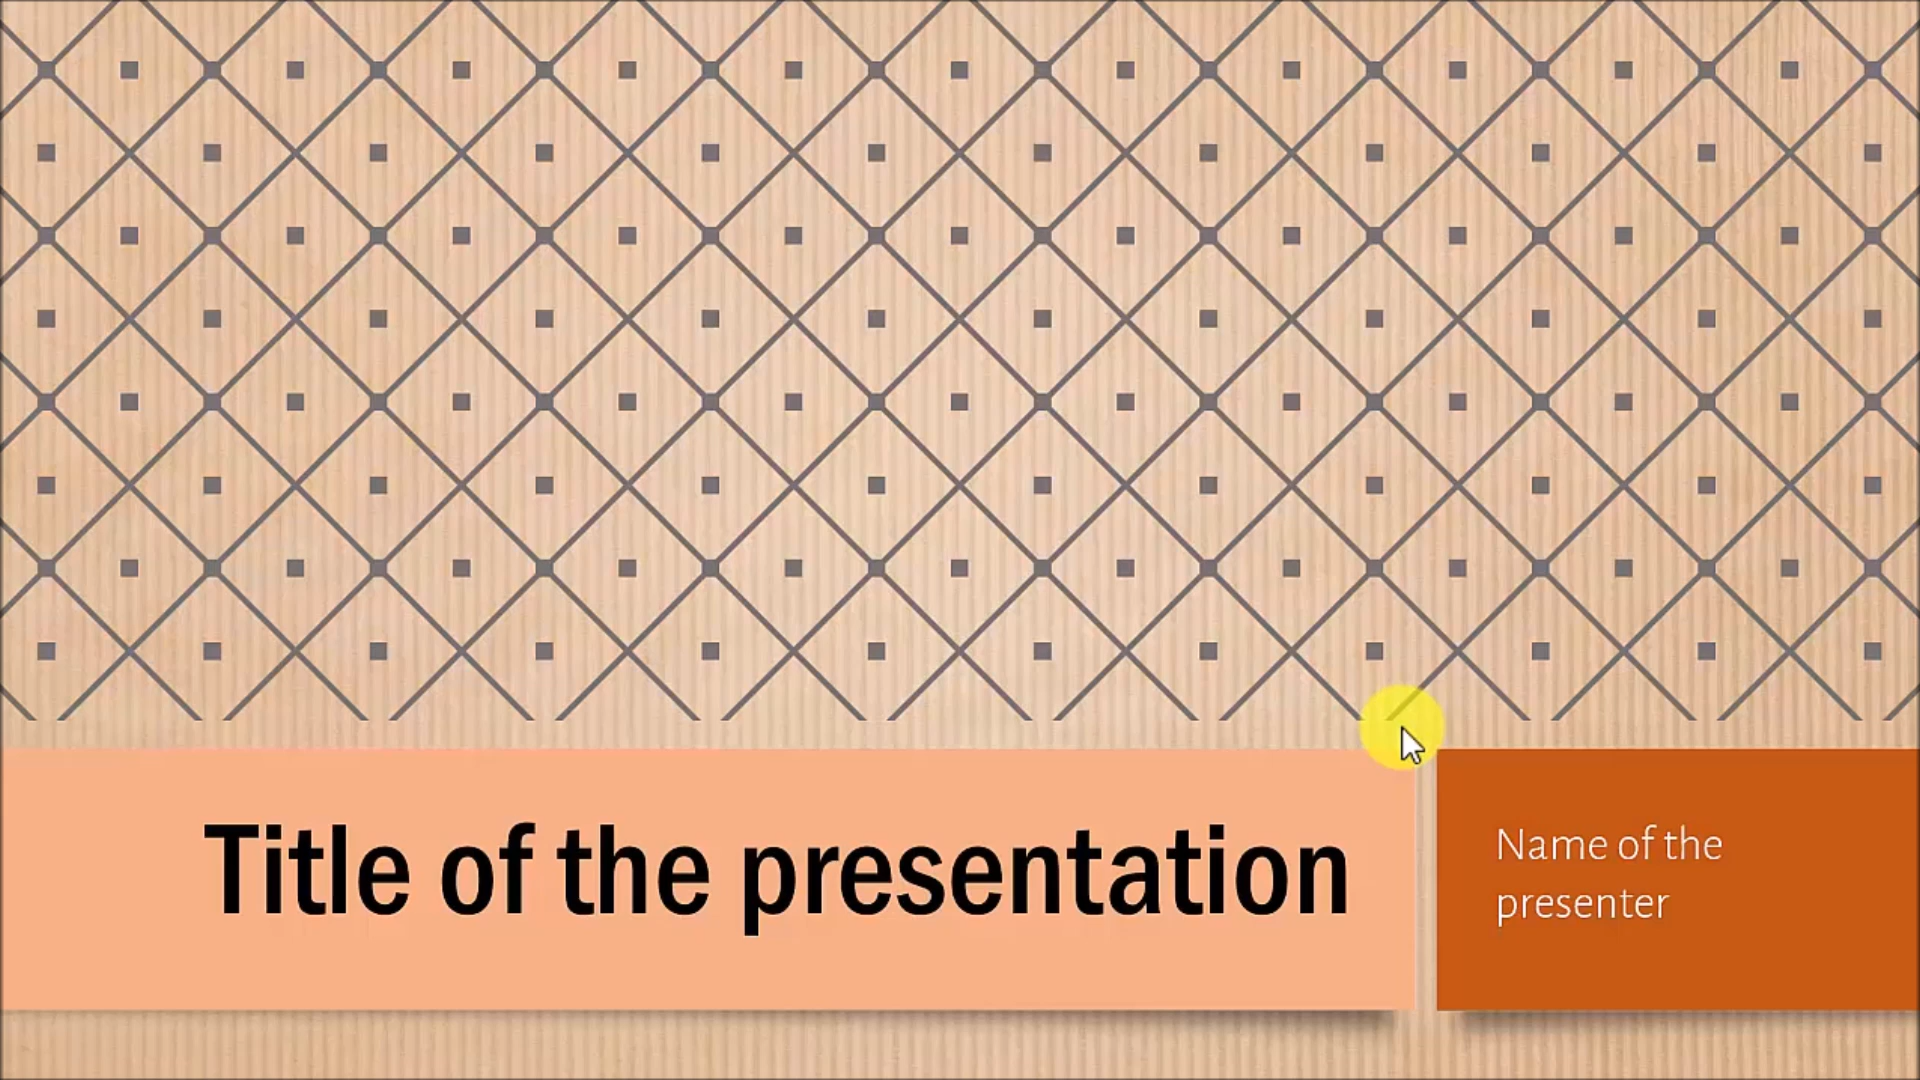 Title of the presentation
Name of the
presenter